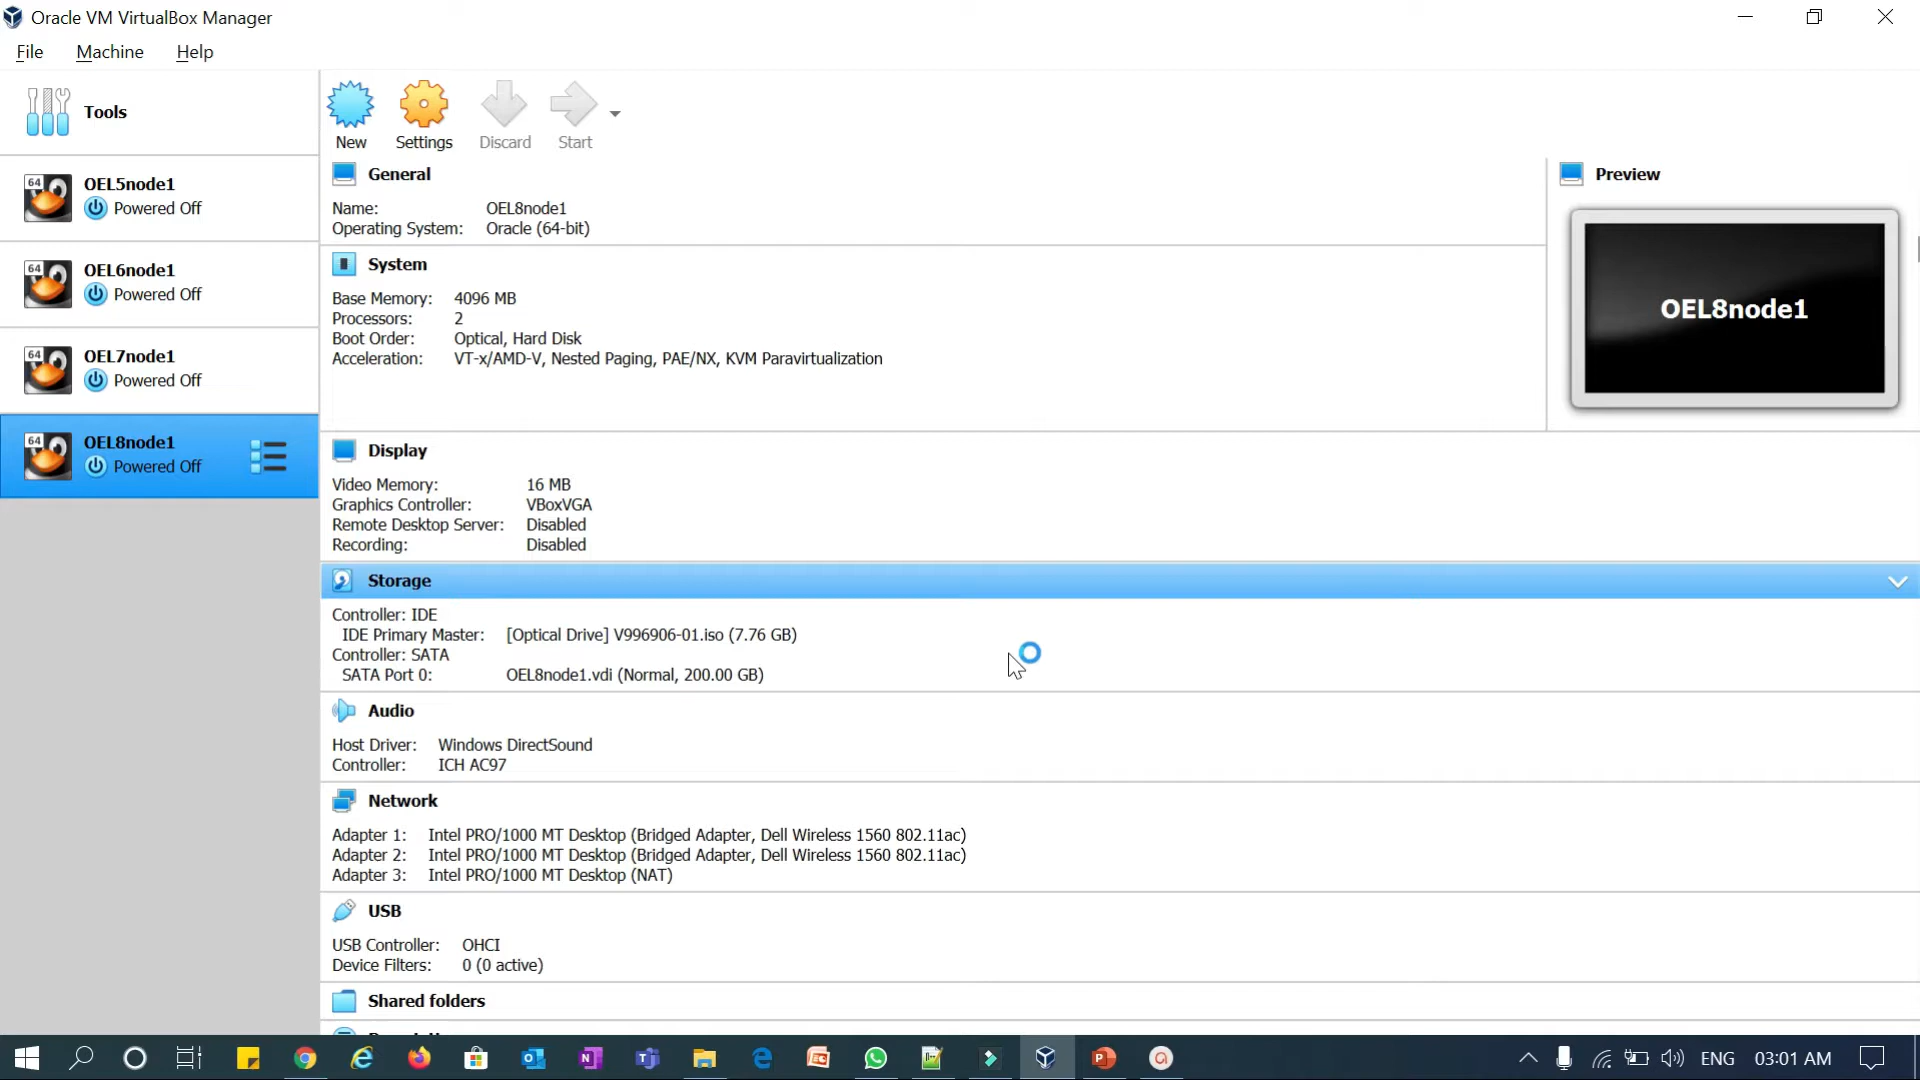 Oracle VM VirtualBox Manager
File Machine Help
Tools
64 OEL5node1
Powered Off
64 OEL6node1
Powered Off
64 OEL7node1
Powered Off
64 OEL8node1
Powered Off
New Settings Discard Start
General
Name: OEL8node1
Operating System: Oracle (64-bit)
System
Base Memory: 4096 MB
Processors: 2
Boot Order: Optical, Hard Disk
Acceleration: VT-x/AMD-V, Nested Paging, PAE/NX, KVM Paravirtualization
Preview
OEL8node1
Display
Video Memory: 16 MB
Graphics Controller: VBoxVGA
Remote Desktop Server: Disabled
Recording: Disabled
Storage
Controller: IDE
IDE Primary Master: [Optical Drive] V996906-01.iso (7.76 GB)
Controller: SATA
SATA Port 0: OEL8node1.vdi (Normal, 200.00 GB)
Audio
Host Driver: Windows DirectSound
Controller: ICH AC97
Network
Adapter 1: Intel PRO/1000 MT Desktop (Bridged Adapter, Dell Wireless 1560 802.11ac)
Adapter 2: Intel PRO/1000 MT Desktop (Bridged Adapter, Dell Wireless 1560 802.11ac)
Adapter 3: Intel PRO/1000 MT Desktop (NAT)
USB
USB Controller: OHCI
Device Filters: 0 (0 active)
Shared folders
ENG 03:01 AM